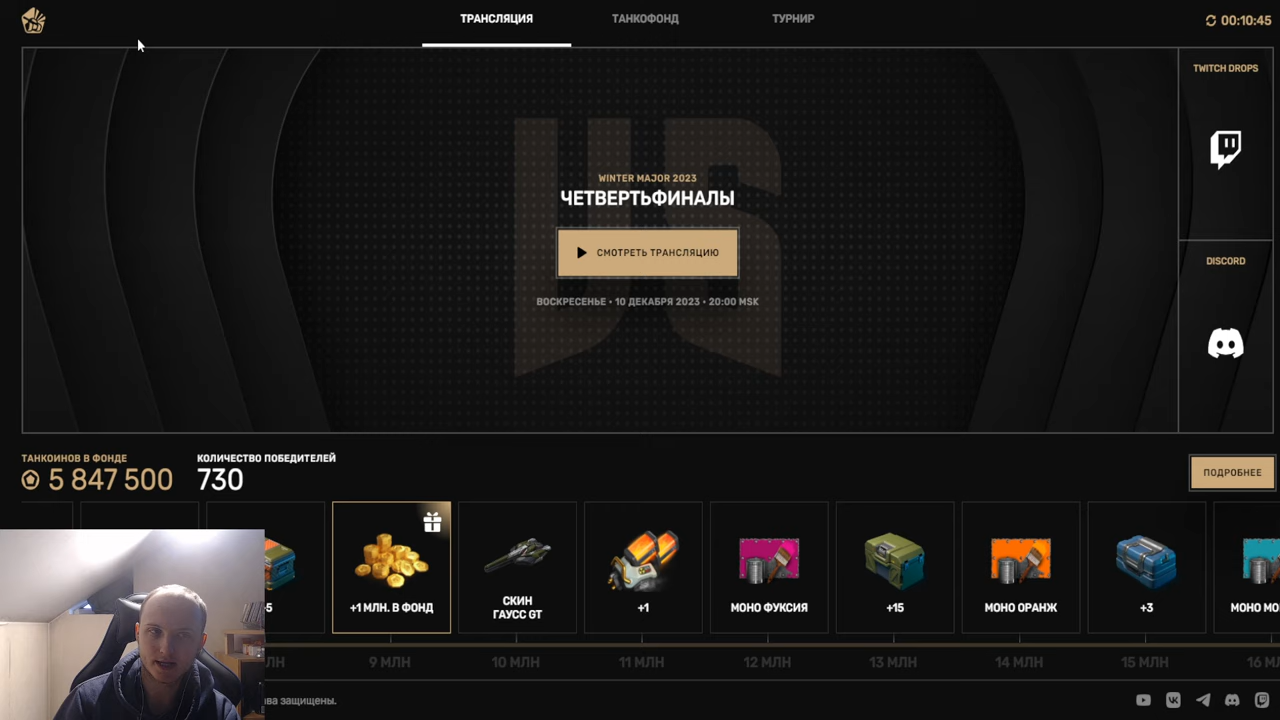 ТРАНСЛЯЦИЯ
ТАНКОФОНД
ТУРНИР
00:10:45
TWITCH DROPS
WINTER MAJOR 2023
ЧЕТВЕРТЬФИНАЛЫ
СМОТРЕТЬ ТРАНСЛЯЦИЮ
ВОСКРЕСЕНЬЕ • 10 ДЕКАБРЯ 2023 • 20:00 MSK
DISCORD
ТАНКОИНОВ В ФОНДЕ
5 847 500
КОЛИЧЕСТВО ПОБЕДИТЕЛЕЙ
730
ПОДРОБНЕЕ
+1 МЛН. В ФОНД
СКИН
ГАУСС GT
+1
МОНО ФУКСИЯ
+15
МОНО ОРАНЖ
+3
9 МЛН
10 МЛН
11 МЛН
12 МЛН
13 МЛН
14 МЛН
15 МЛН
защищены.